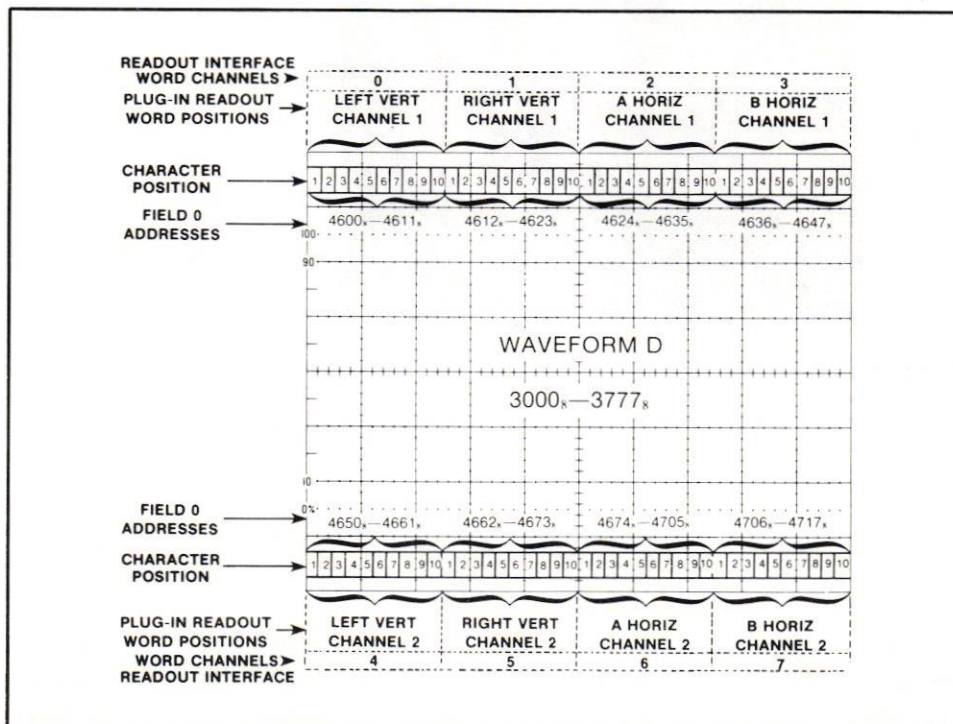 READOUT INTERFACE
WORD CHANNELS
0 1 2 3
PLUG-IN READOUT
WORD POSITIONS
LEFT VERT
CHANNEL 1
RIGHT VERT
CHANNEL 1
A HORIZ
CHANNEL 1
B HORIZ
CHANNEL 1
CHARACTER
POSITION
1 2 3 4 5 6 7 8 9 10 1 2 3 4 5 6 7 8 9 10 1 2 3 4 5 6 7 8 9 10 1 2 3 4 5 6 7 8 9 10
FIELD 0
ADDRESSES
4600₈—4611₈ 4612₈—4623₈ 4624₈—4635₈ 4636₈—4647₈
100
90
WAVEFORM D
3000₈—3777₈
10
0%
FIELD 0
ADDRESSES
4650₈—4661₈ 4662₈—4673₈ 4674₈—4705₈ 4706₈—4717₈
CHARACTER
POSITION
1 2 3 4 5 6 7 8 9 10 1 2 3 4 5 6 7 8 9 10 1 2 3 4 5 6 7 8 9 10 1 2 3 4 5 6 7 8 9 10
PLUG-IN READOUT
WORD POSITIONS
LEFT VERT
CHANNEL 2
RIGHT VERT
CHANNEL 2
A HORIZ
CHANNEL 2
B HORIZ
CHANNEL 2
WORD CHANNELS
READOUT INTERFACE
4 5 6 7